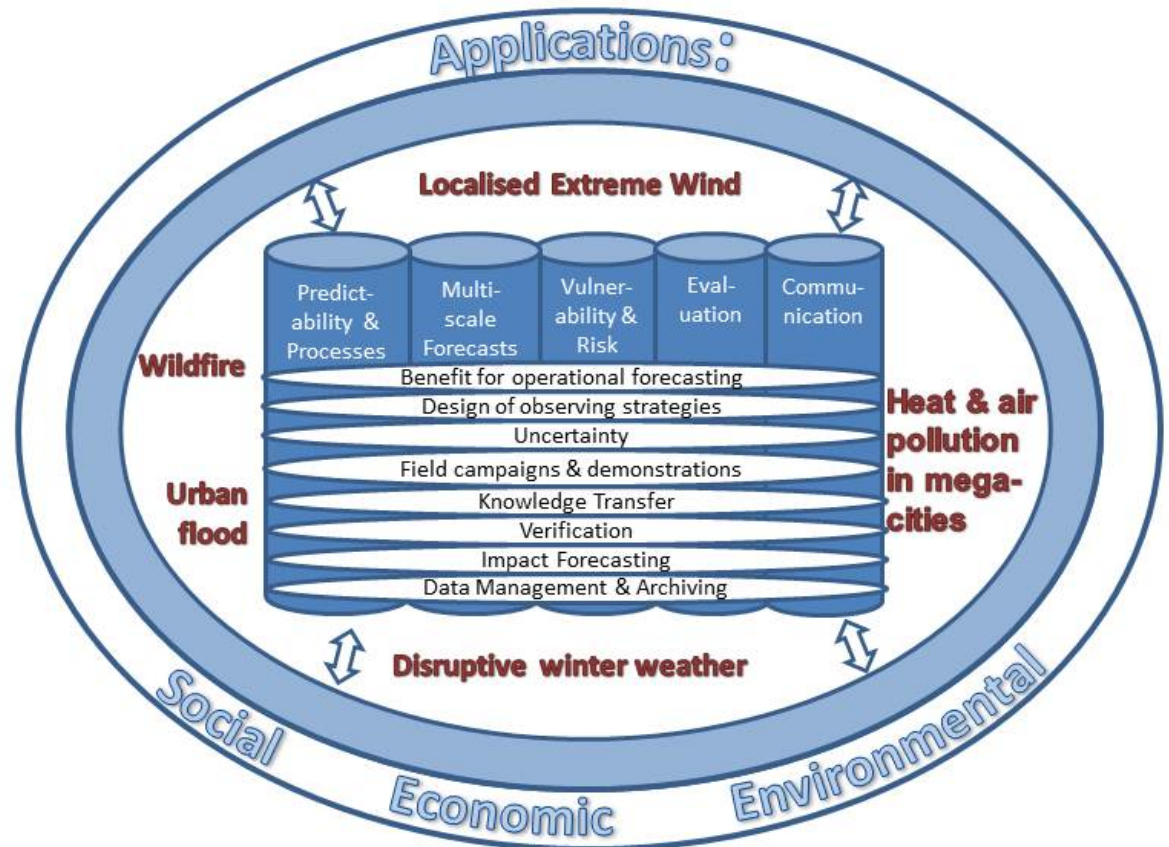 Applications:
Localised Extreme Wind
Predict-
ability &
Processes
Multi-
scale
Forecasts
Vulner-
ability &
Risk
Eval-
uation
Commu-
nication
Wildfire
Benefit for operational forecasting
Design of observing strategies
Uncertainty
Field campaigns & demonstrations
Knowledge Transfer
Verification
Impact Forecasting
Data Management & Archiving
Urban
flood
Heat & air
pollution
in mega-
cities
Disruptive winter weather
Social
Economic
Environmental